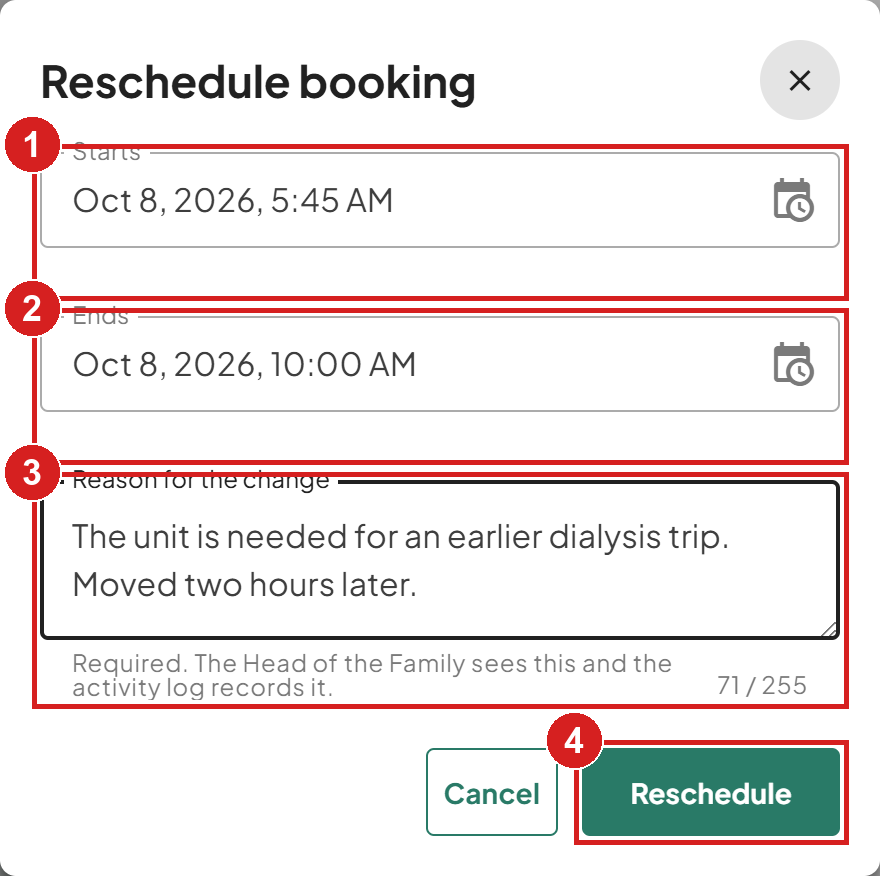 Reschedule booking
1
Starts
Oct 8, 2026, 5:45 AM
2
Ends
Oct 8, 2026, 10:00 AM
3
Reason for the change
The unit is needed for an earlier dialysis trip.
Moved two hours later.
Required. The Head of the Family sees this and the
activity log records it.
71 / 255
4
Cancel
Reschedule